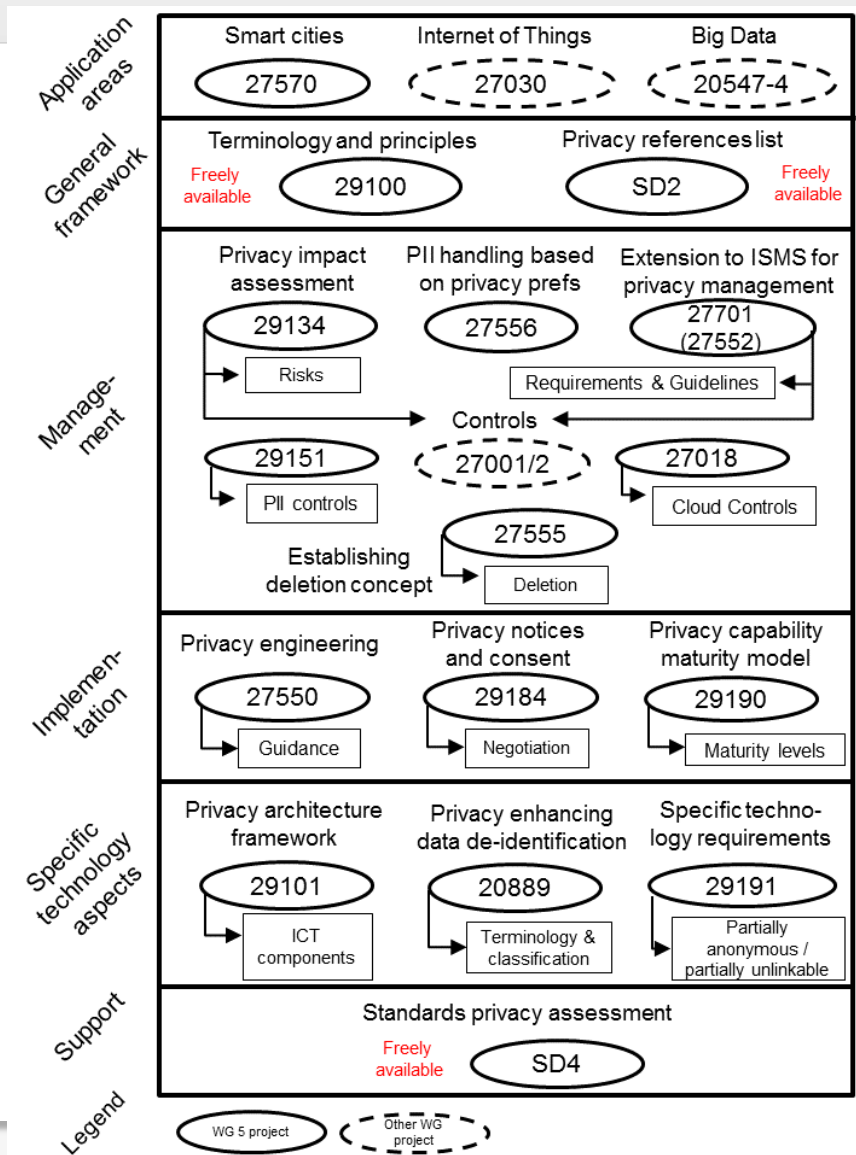 Application
areas
Smart cities
27570
Internet of Things
27030
Big Data
20547-4
General
framework
Terminology and principles
Freely
available
29100
Privacy references list
SD2
Freely
available
Manage-
ment
Privacy impact
assessment
29134
Risks
PII handling based
on privacy prefs
27556
Extension to ISMS for
privacy management
27701
(27552)
Requirements & Guidelines
Controls
29151
PII controls
27001/2
27018
Cloud Controls
27555
Establishing
deletion concept
Deletion
Implemen-
tation
Privacy engineering
27550
Guidance
Privacy notices
and consent
29184
Negotiation
Privacy capability
maturity model
29190
Maturity levels
Specific
technology
aspects
Privacy architecture
framework
29101
ICT
components
Privacy enhancing
data de-identification
20889
Terminology &
classification
Specific techno-
logy requirements
29191
Partially
anonymous /
partially unlinkable
Support
Standards privacy assessment
Freely
available
SD4
Legend
WG 5 project
Other WG
project